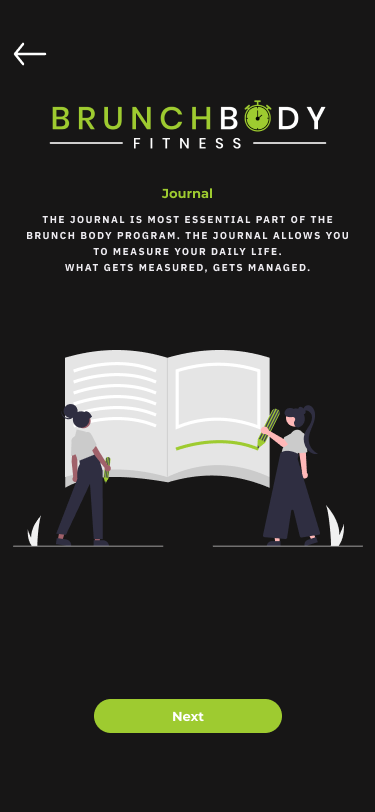 BRUNCHBODY
FITNESS
Journal
THE JOURNAL IS MOST ESSENTIAL PART OF THE
BRUNCH BODY PROGRAM. THE JOURNAL ALLOWS YOU
TO MEASURE YOUR DAILY LIFE.
WHAT GETS MEASURED, GETS MANAGED.
Next